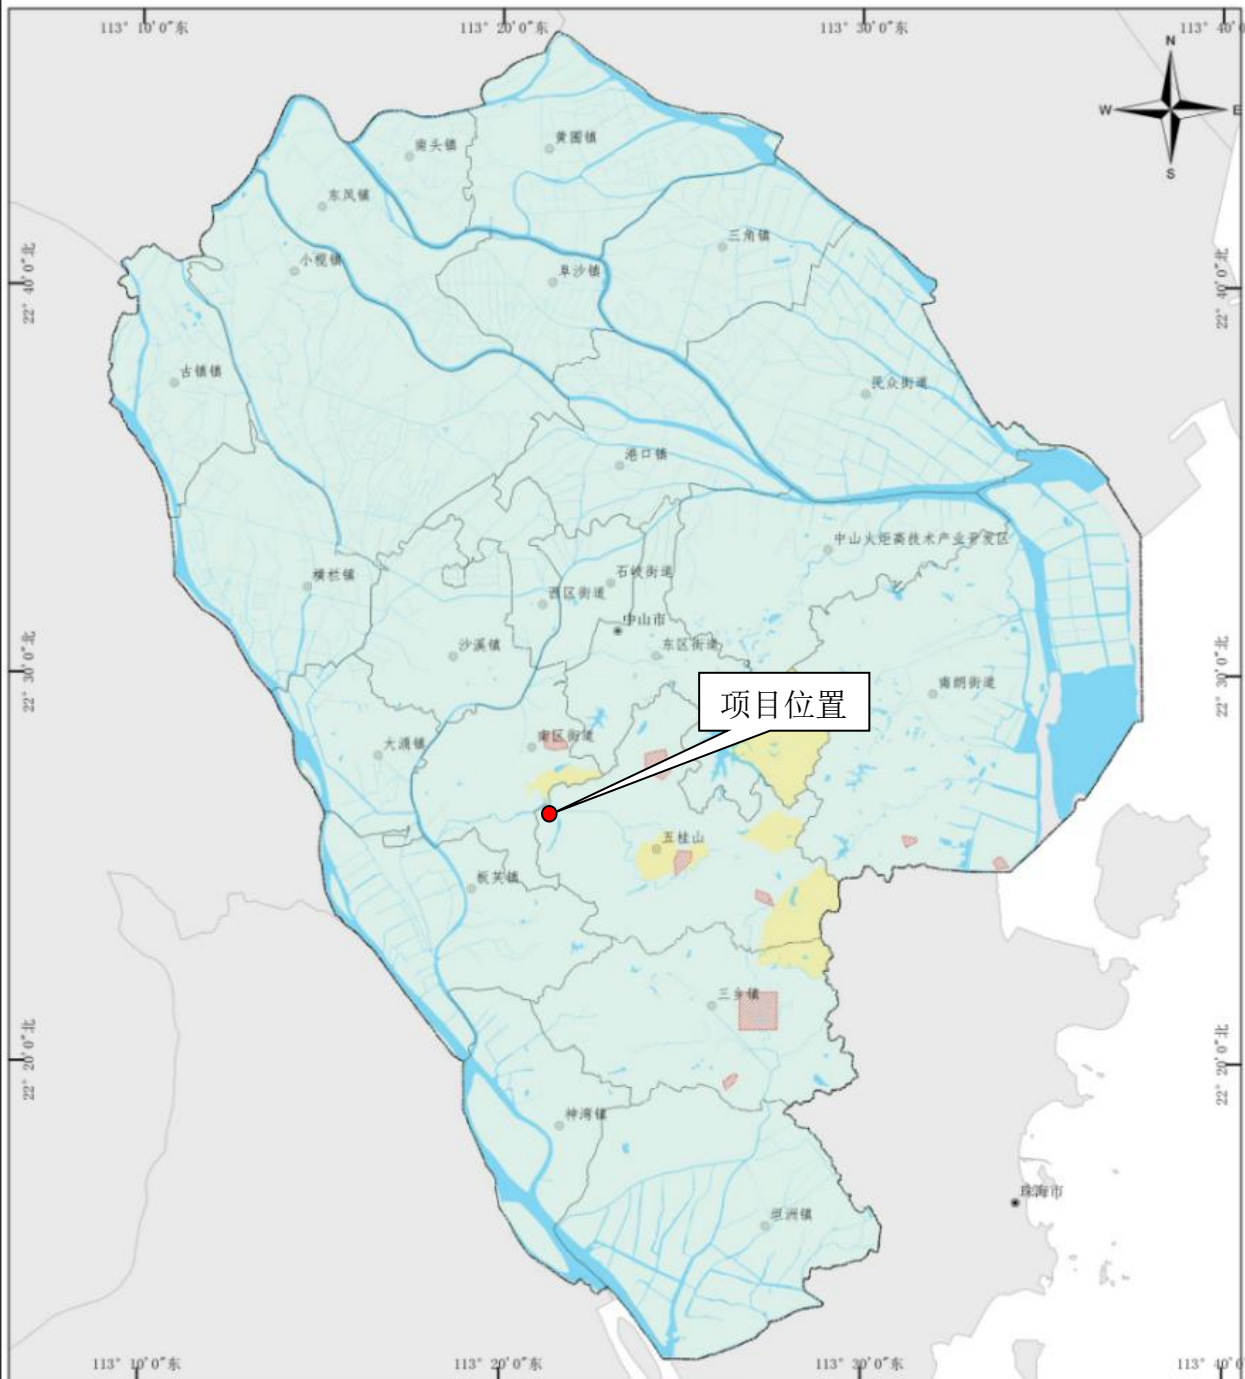 113° 10′0″东
113° 20′0″东
113° 30′0″东
113° 40′0
N
W
E
S
南头镇
黄圃镇
东凤镇
三角镇
小榄镇
阜沙镇
22° 40′0″北
22° 40′0″北
古镇镇
民众街道
港口镇
中山火炬高技术产业开发区
横栏镇
石岐街道
西区街道
中山市
沙溪镇
东区街道
22° 30′0″北
22° 30′0″北
南朗街道
项目位置
大涌镇
南区街道
五桂山
板芙镇
三乡镇
22° 20′0″北
22° 20′0″北
神湾镇
珠海市
坦洲镇
113° 10′0″东
113° 20′0″东
113° 30′0″东
113° 40′0